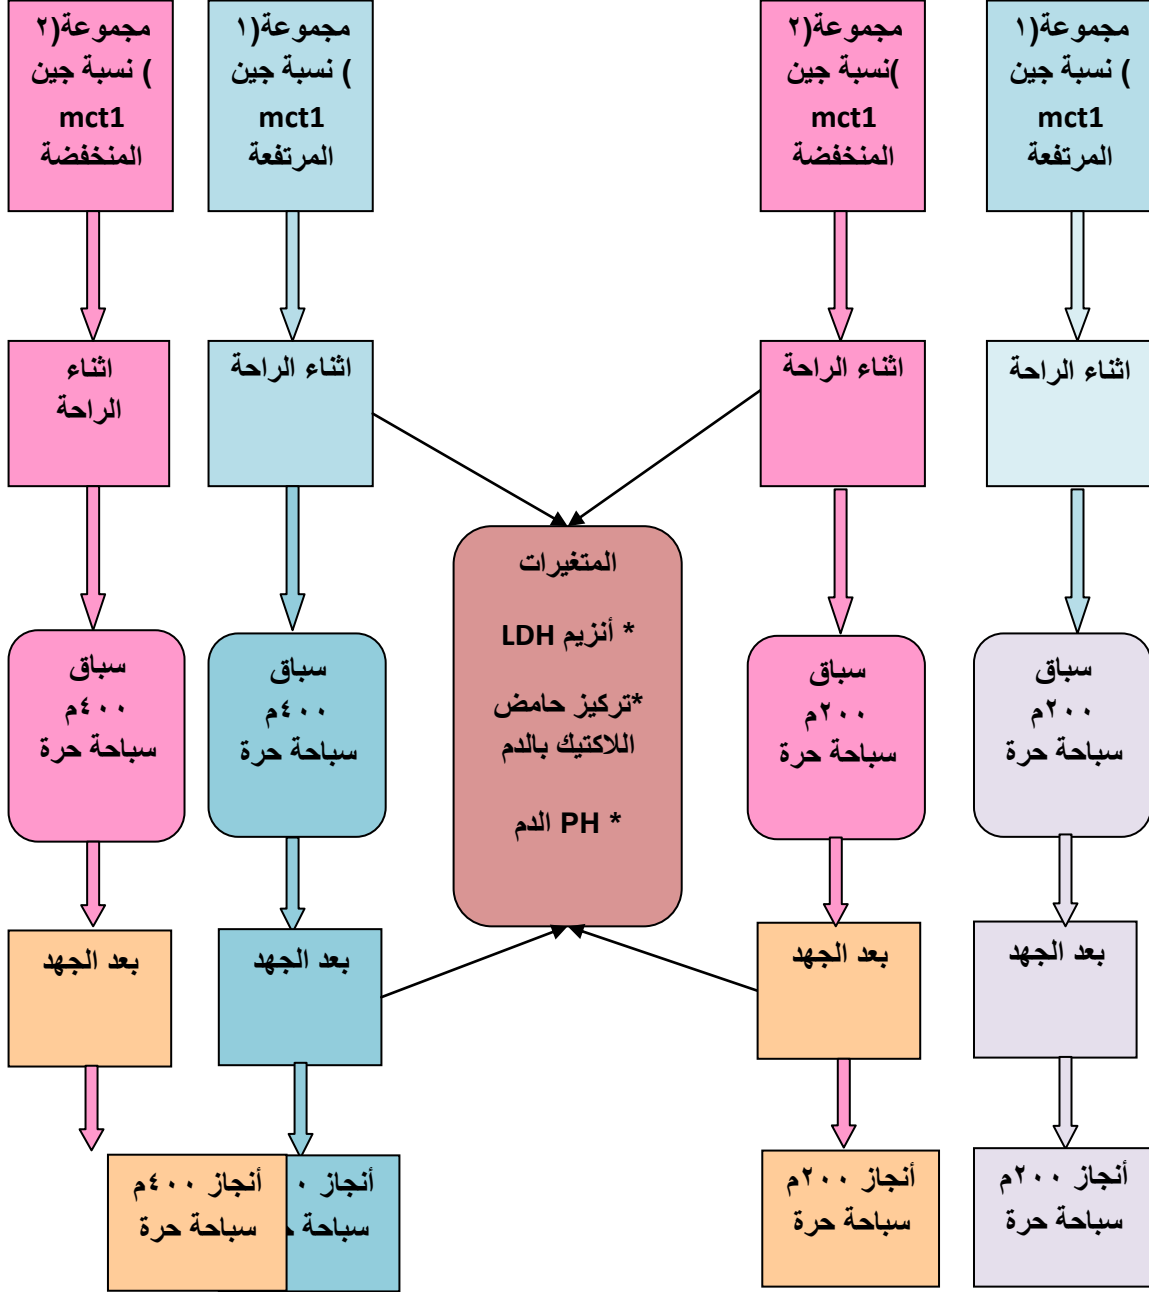 مجموعة(١
) نسبة جين
mct1
المرتفعة
مجموعة(٢
)نسبة جين
mct1
المنخفضة
مجموعة(١
) نسبة جين
mct1
المرتفعة
مجموعة(٢
) نسبة جين
mct1
المنخفضة
اثناء الراحة
اثناء الراحة
اثناء الراحة
اثناء
الراحة
المتغيرات
* أنزيم LDH
*تركيز حامض
اللاكتيك بالدم
* PH الدم
سباق
٢٠٠م
سباحة حرة
سباق
٢٠٠م
سباحة حرة
سباق
٤٠٠م
سباحة حرة
سباق
٤٠٠م
سباحة حرة
بعد الجهد
بعد الجهد
بعد الجهد
بعد الجهد
أنجاز ٢٠٠م
سباحة حرة
أنجاز ٢٠٠م
سباحة حرة
أنجاز
سباحة
أنجاز ٤٠٠م
سباحة حرة